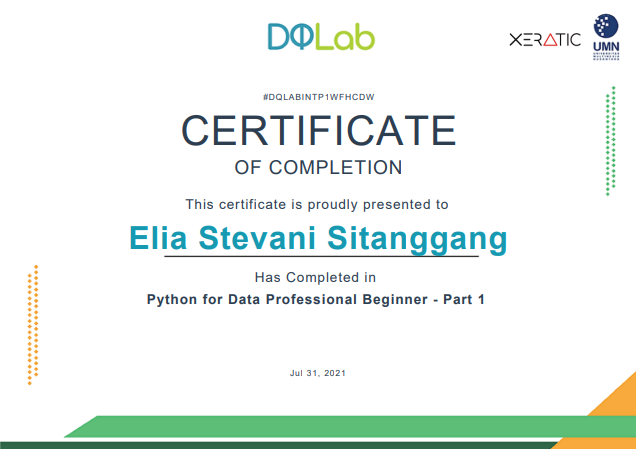 DQLab
XERATIC
UMN
UNIVERSITAS
MULTIMEDIA
NUSANTARA
#DQLABINTP1WFHCDW
CERTIFICATE
OF COMPLETION
This certificate is proudly presented to
Elia Stevani Sitanggang
Has Completed in
Python for Data Professional Beginner - Part 1
Jul 31, 2021